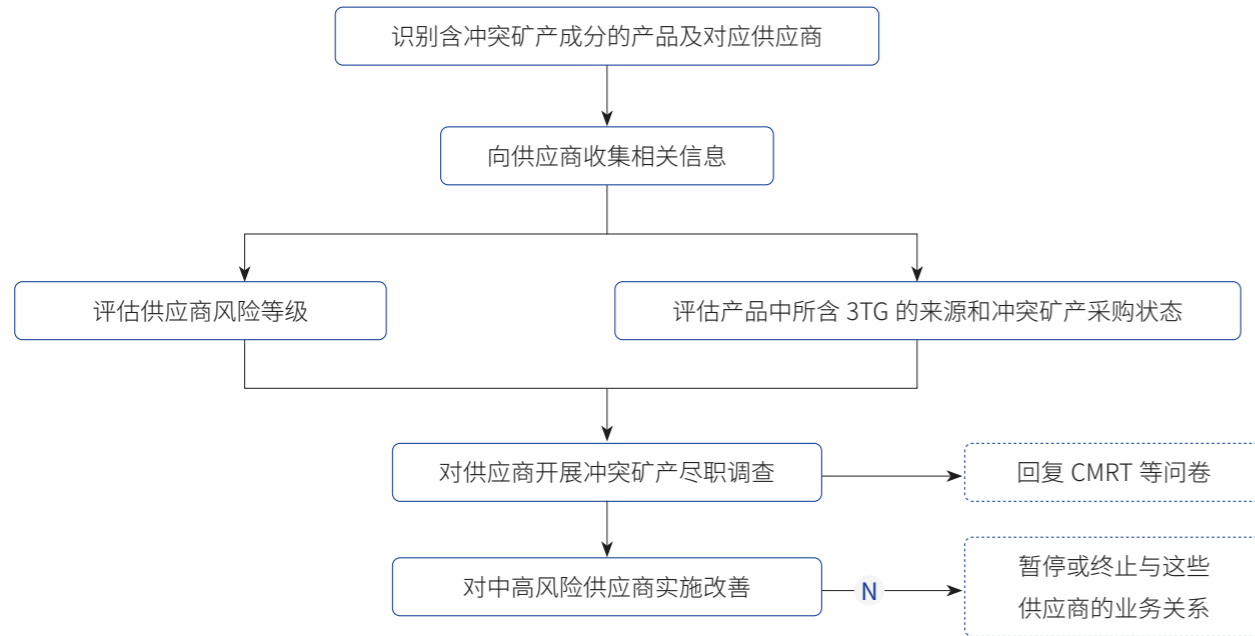 识别含冲突矿产成分的产品及对应供应商
向供应商收集相关信息
评估供应商风险等级
评估产品中所含 3TG 的来源和冲突矿产采购状态
对供应商开展冲突矿产尽职调查
回复 CMRT 等问卷
对中高风险供应商实施改善
N
暂停或终止与这些
供应商的业务关系